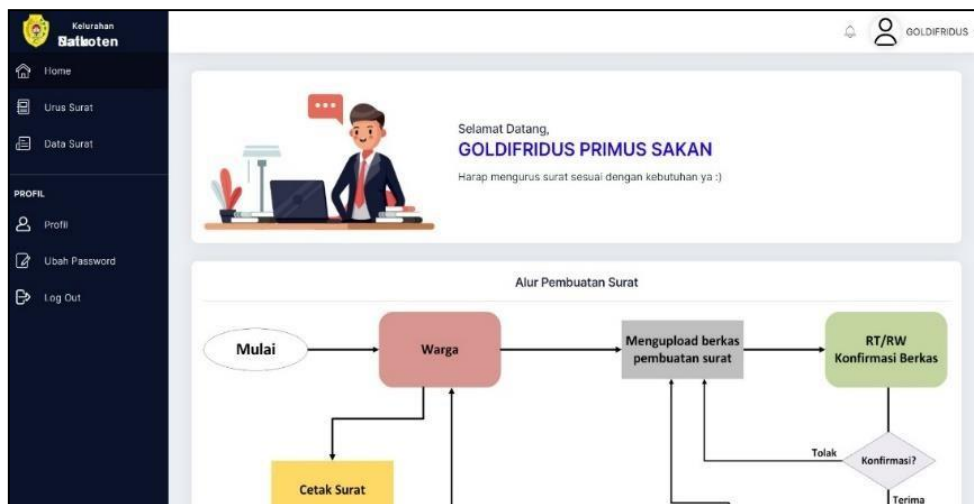 Kelurahan
Home
Urus Surat
Data Surat
PROFIL
Profil
Ubah Password
Log Out
GOLDIFRIDUS
Selamat Datang,
GOLDIFRIDUS PRIMUS SAKAN
Harap mengurus surat sesuai dengan kebutuhan ya :)
Alur Pembuatan Surat
Mulai
Warga
Mengupload berkas
pembuatan surat
RT/RW
Konfirmasi Berkas
Cetak Surat
Tolak
Konfirmasi?
Terima